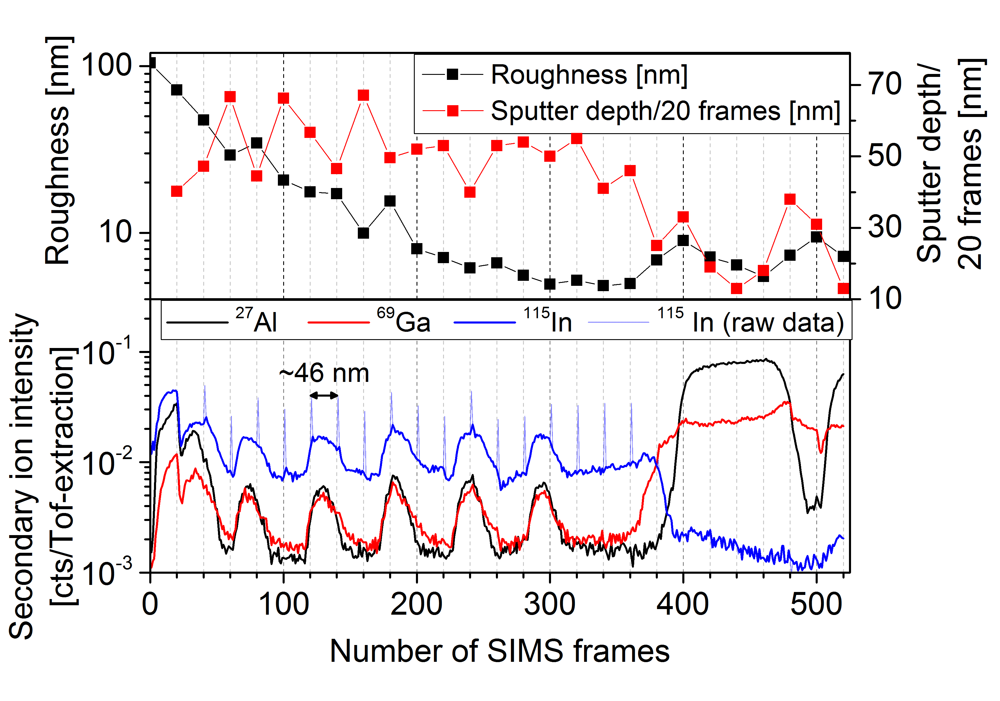 Roughness [nm]
100
10
Roughness [nm]
Sputter depth/20 frames [nm]
70
50
30
10
Sputter depth/
20 frames [nm]
Secondary ion intensity
[cts/Tof-extraction]
27Al 69Ga 115In 115 In (raw data)
10-1
10-2
10-3
~46 nm
0 100 200 300 400 500
Number of SIMS frames